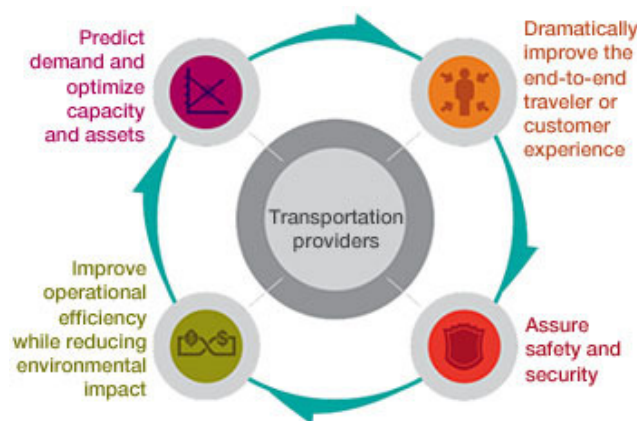 Predict
demand and
optimize
capacity
and assets
Dramatically
improve the
end-to-end
traveler or
customer
experience
Transportation
providers
Improve
operational
efficiency
while reducing
environmental
impact
$
Assure
safety and
security